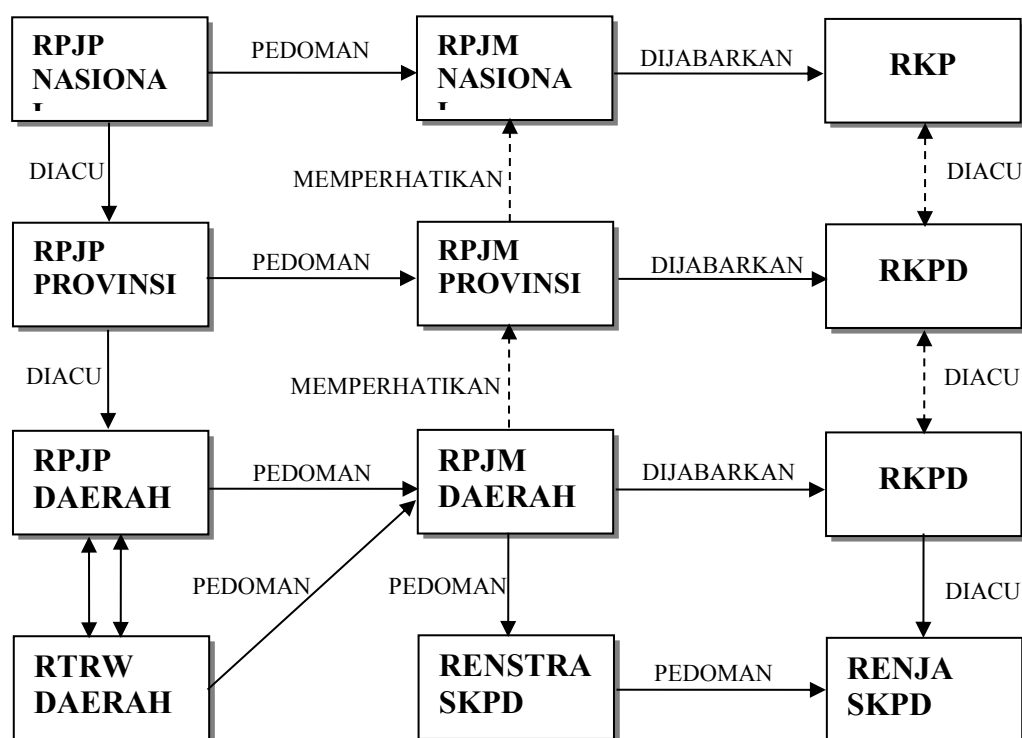 RPJP
NASIONA
PEDOMAN
RPJM
NASIONA
DIJABARKAN
RKP
DIACU
MEMPERHATIKAN
DIACU
RPJP
PROVINSI
PEDOMAN
RPJM
PROVINSI
DIJABARKAN
RKPD
DIACU
MEMPERHATIKAN
DIACU
RPJP
DAERAH
PEDOMAN
RPJM
DAERAH
DIJABARKAN
RKPD
PEDOMAN
PEDOMAN
DIACU
RTRW
DAERAH
RENSTRA
SKPD
PEDOMAN
RENJA
SKPD